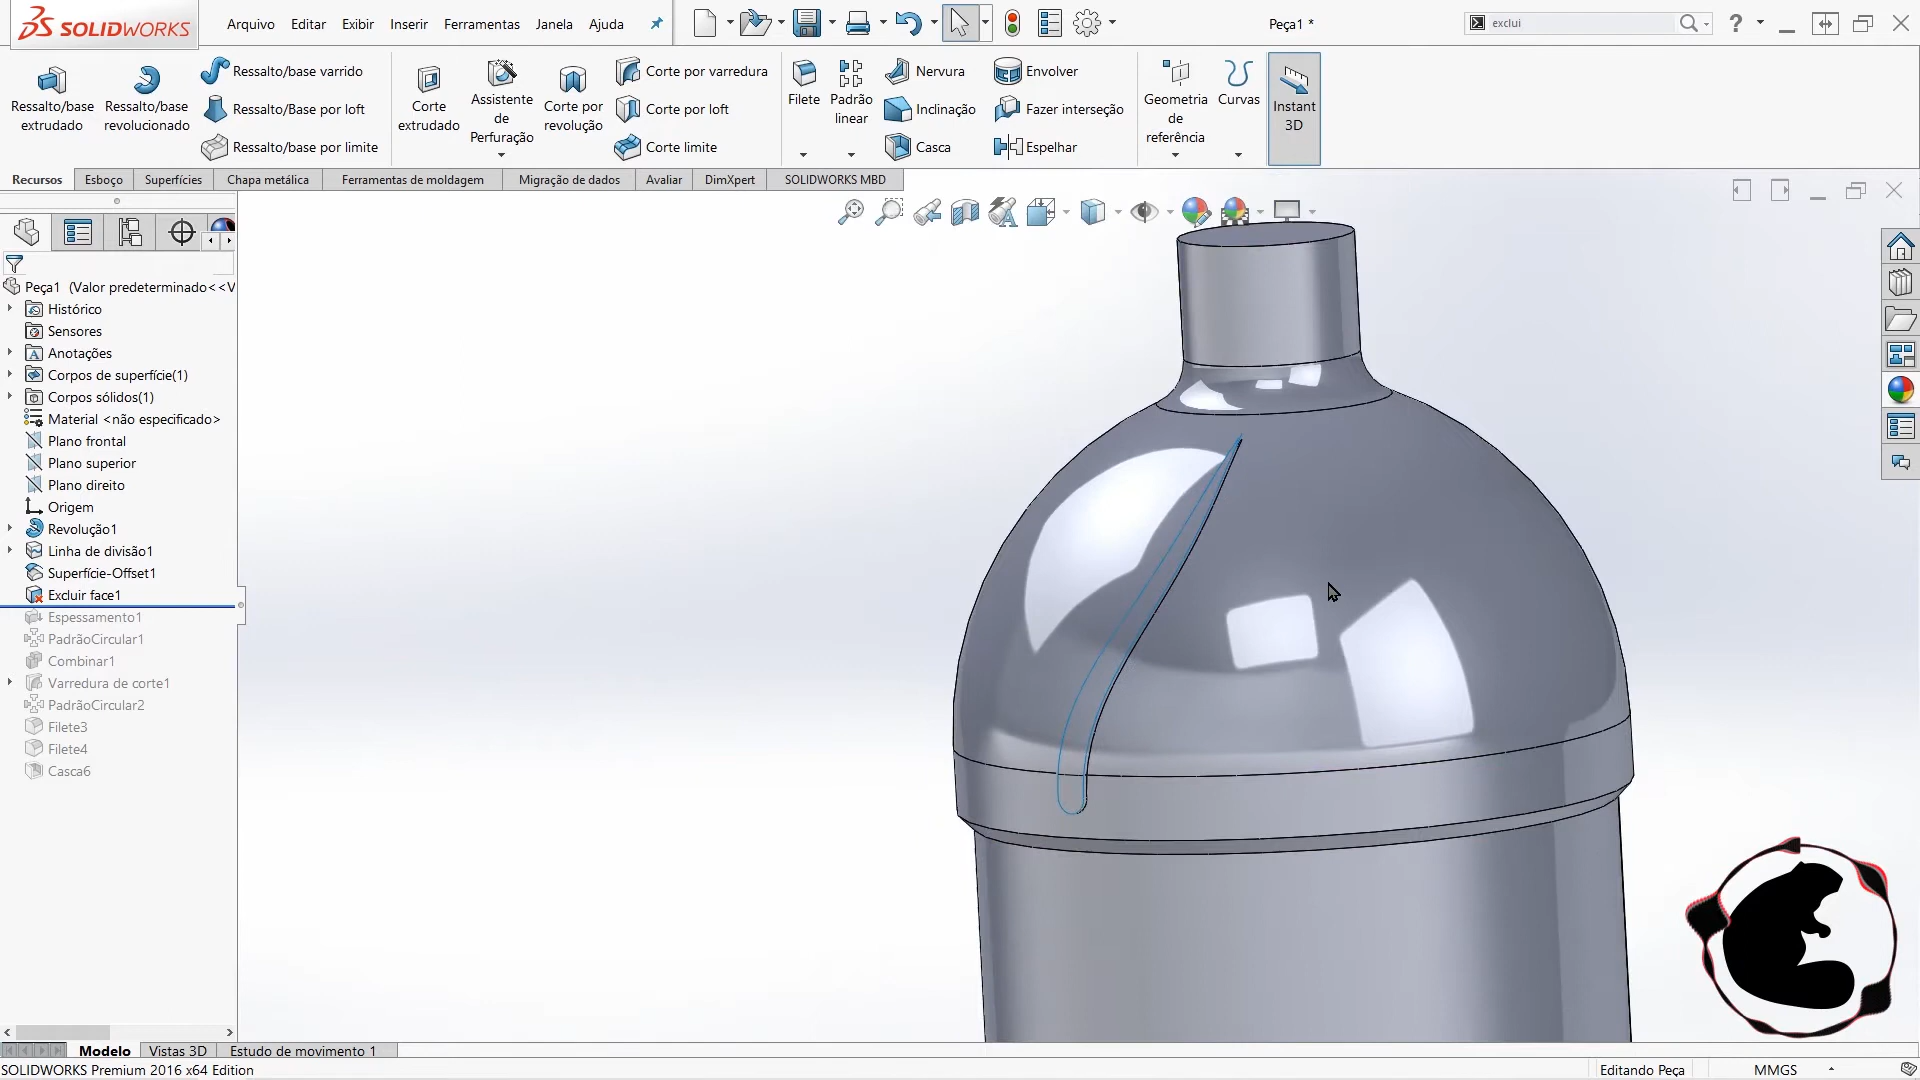 SOLIDWORKS
Arquivo Editar Exibir Inserir Ferramentas Janela Ajuda
Peça1 *
exclui
?
Ressalto/base extrudado
Ressalto/base revolucionado
Ressalto/base varrido
Ressalto/Base por loft
Ressalto/base por limite
Corte extrudado
Assistente de Perfuração
Corte por revolução
Corte por varredura
Corte por loft
Corte limite
Filete
Padrão linear
Nervura
Inclinação
Casca
Envolver
Fazer interseção
Espelhar
Geometria de referência
Curvas
Instant 3D
Recursos Esboço Superfícies Chapa metálica Ferramentas de moldagem Migração de dados Avaliar DimXpert SOLIDWORKS MBD
Peça1 (Valor predeterminado<<V
Histórico
Sensores
Anotações
Corpos de superfície(1)
Corpos sólidos(1)
Material <não especificado>
Plano frontal
Plano superior
Plano direito
Origem
Revolução1
Linha de divisão1
Superfície-Offset1
Excluir face1
Espessamento1
PadrãoCircular1
Combinar1
Varredura de corte1
PadrãoCircular2
Filete3
Filete4
Casca6
Modelo Vistas 3D Estudo de movimento 1
SOLIDWORKS Premium 2016 x64 Edition
Editando Peça MMGS